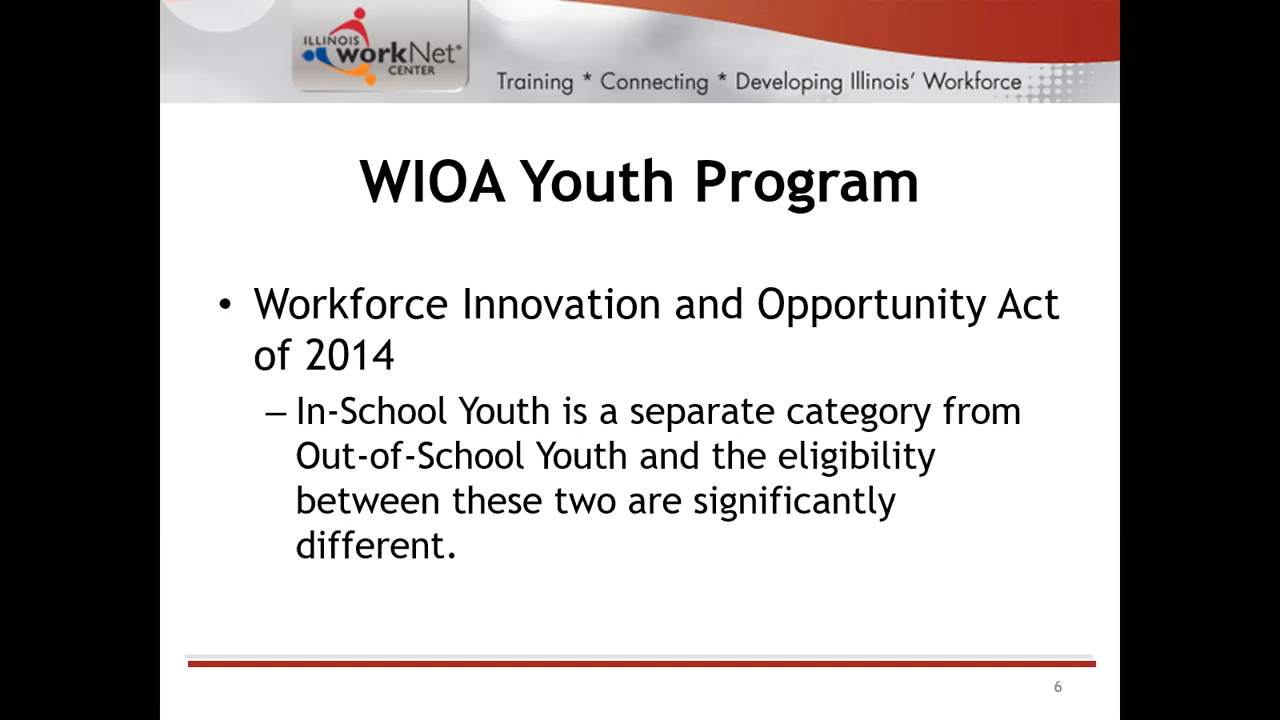 ILLINOIS
workNet®
CENTER
Training * Connecting * Developing Illinois’ Workforce
WIOA Youth Program
• Workforce Innovation and Opportunity Act
of 2014
– In-School Youth is a separate category from
Out-of-School Youth and the eligibility
between these two are significantly
different.
6